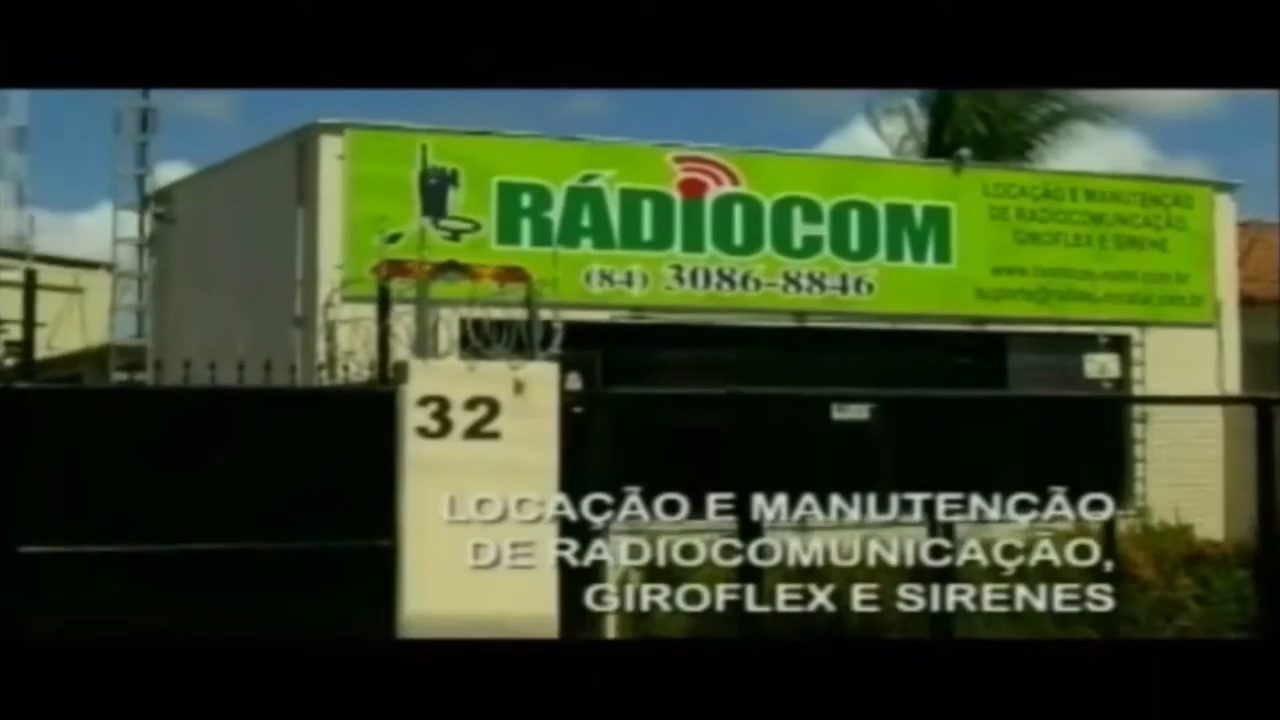 RÁDIOCOM
(84) 3086-8846
LOCAÇÃO E MANUTENÇÃO
DE RADIOCOMUNICAÇÃO,
GIROFLEX E SIRENE
32
LOCAÇÃO E MANUTENÇÃO
DE RADIOCOMUNICAÇÃO,
GIROFLEX E SIRENES